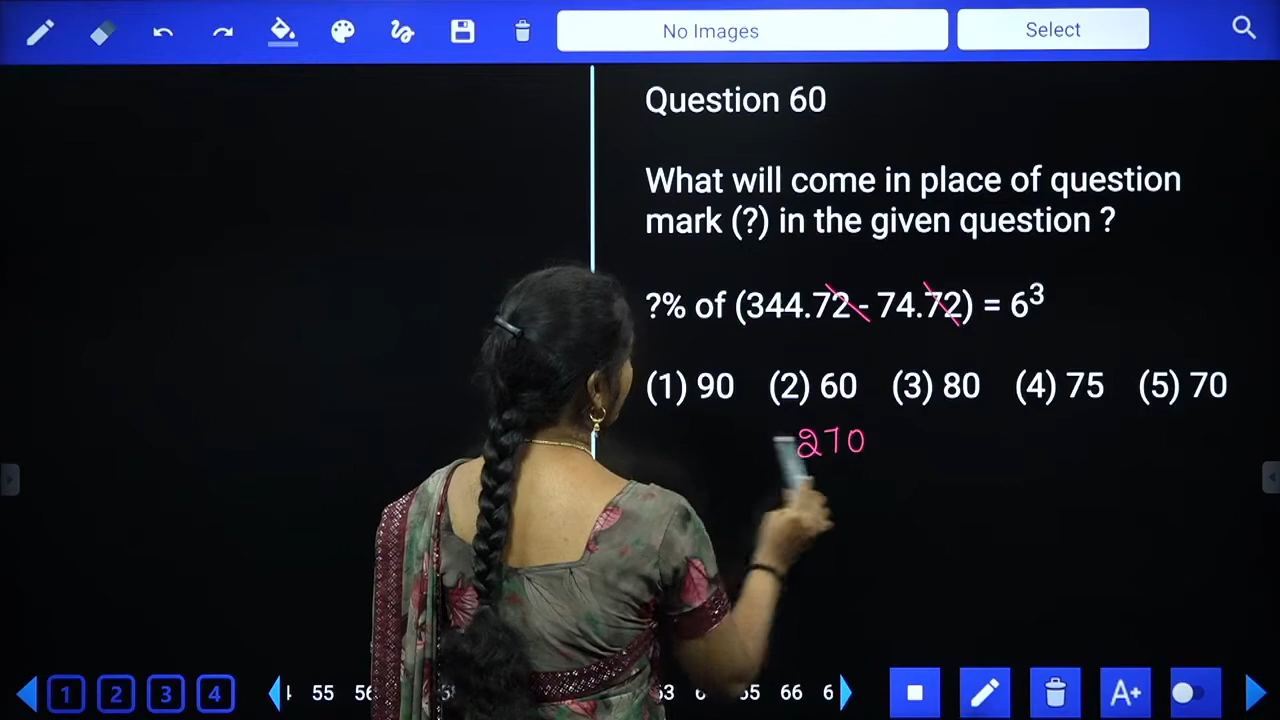 No Images Select
Question 60
What will come in place of question
mark (?) in the given question ?
?% of (344.72 - 74.72) = 6³
(1) 90 (2) 60 (3) 80 (4) 75 (5) 70
270
1 2 3 4 55 65 66 6 A+